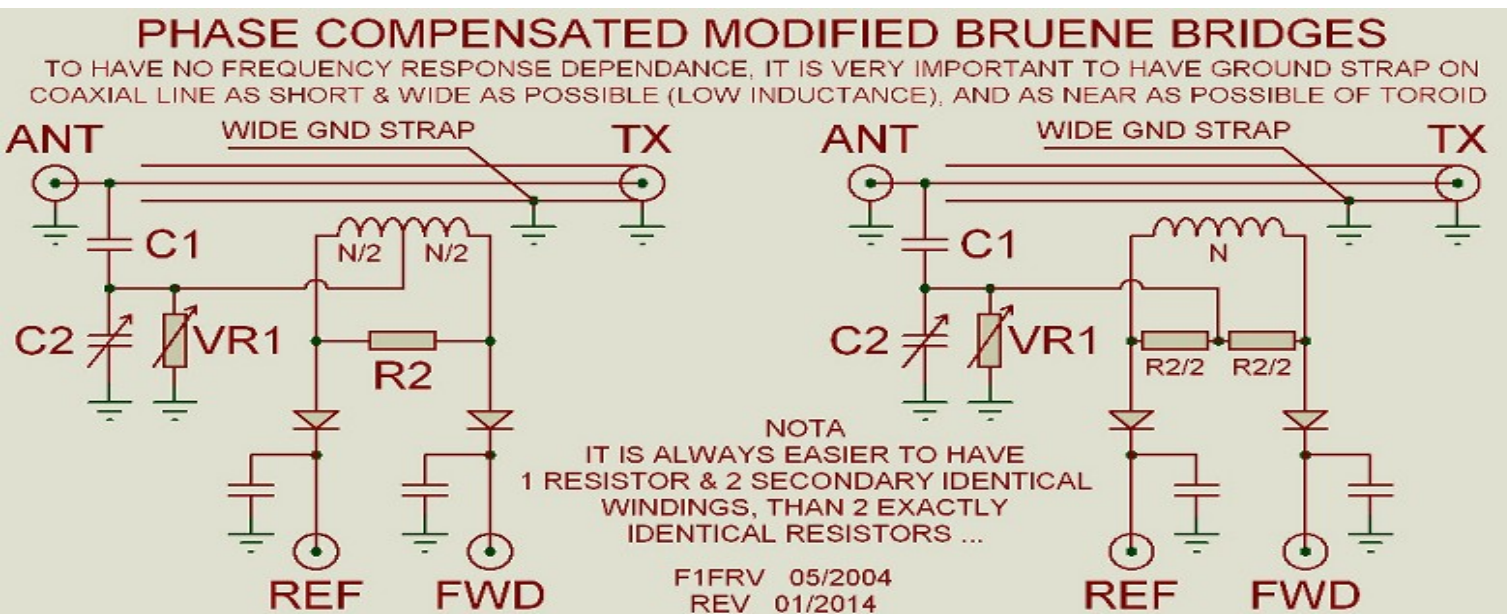 PHASE COMPENSATED MODIFIED BRUENE BRIDGES
TO HAVE NO FREQUENCY RESPONSE DEPENDANCE, IT IS VERY IMPORTANT TO HAVE GROUND STRAP ON
COAXIAL LINE AS SHORT & WIDE AS POSSIBLE (LOW INDUCTANCE), AND AS NEAR AS POSSIBLE OF TOROID
ANT
WIDE GND STRAP
TX
C1
N/2
N/2
C2
VR1
R2
REF
FWD
ANT
WIDE GND STRAP
TX
C1
N
C2
VR1
R2/2
R2/2
REF
FWD
NOTA
IT IS ALWAYS EASIER TO HAVE
1 RESISTOR & 2 SECONDARY IDENTICAL
WINDINGS, THAN 2 EXACTLY
IDENTICAL RESISTORS ...
F1FRV 05/2004
REV 01/2014